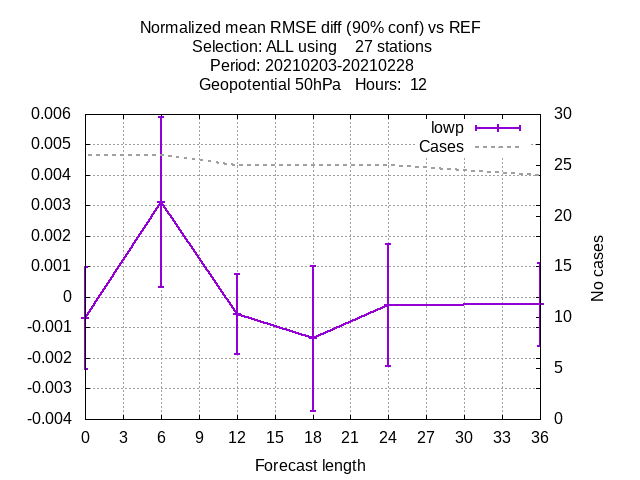 Normalized mean RMSE diff (90% conf) vs REF
Selection: ALL using    27 stations
Period: 20210203-20210228
Geopotential 50hPa   Hours:  12
0.006
0.005
0.004
0.003
0.002
0.001
0
-0.001
-0.002
-0.003
-0.004
lowp
Cases
30
25
20
15
10
5
0
No cases
0 3 6 9 12 15 18 21 24 27 30 33 36
Forecast length